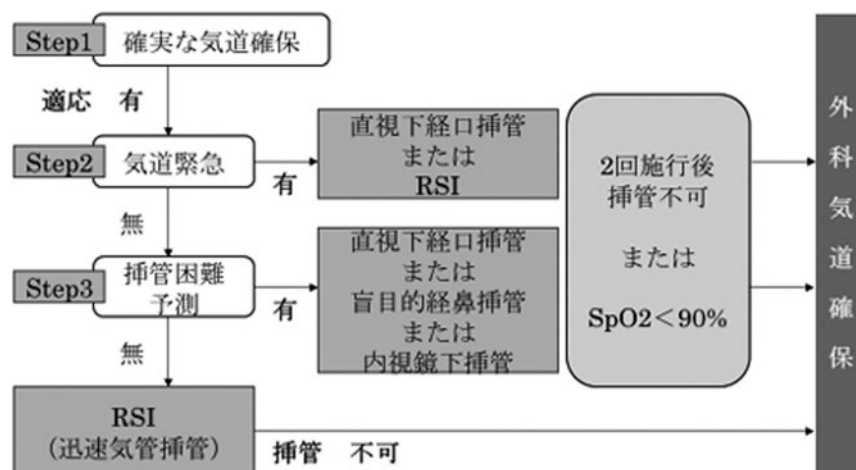 Step1
確実な気道確保
適応 有
Step2
気道緊急
有
直視下経口挿管
または
RSI
無
Step3
挿管困難
予測
有
直視下経口挿管
または
盲目的経鼻挿管
または
内視鏡下挿管
2回施行後
挿管不可
または
SpO2＜90%
無
RSI
（迅速気管挿管）
挿管 不可
外科気道確保